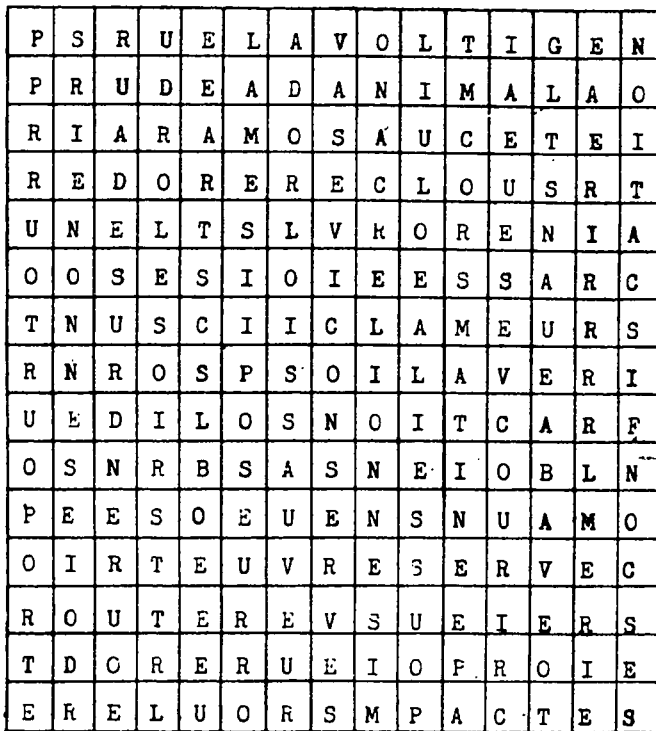 P S R U E L A V O L T I G E N
P R U D E A D A N I M A L A O
R I A R A M O S A U C E T E I
R E D O R E R E C L O U S R T
U N E L T S L V R O R E N I A
O O S E S I O I E E S S A R C
T N U S C I I C L A M E U R S
R N R O S P S O I L A V E R I
U E D I L O S N O I T C A R F
O S N R B S A S N E I O B L N
P E E S O E U E N S N U A M O
O I R T E U V R E S E R V E C
R O U T E R E V S U E I E R S
T D O R E R U E I O P R O I E
E R E L U O R S M P A C T E S